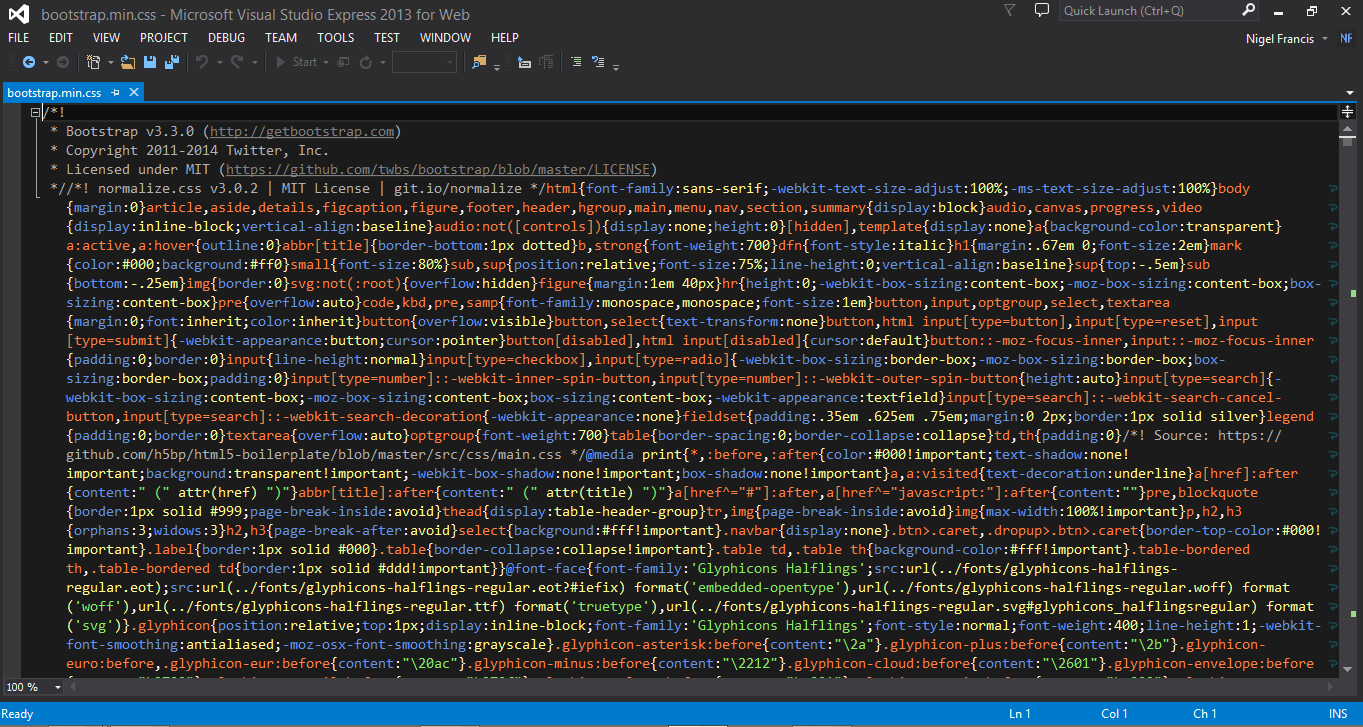 bootstrap.min.css - Microsoft Visual Studio Express 2013 for Web
Quick Launch (Ctrl+Q)
FILE EDIT VIEW PROJECT DEBUG TEAM TOOLS TEST WINDOW HELP
Nigel Francis NF
Start
bootstrap.min.css
/*!
* Bootstrap v3.3.0 (http://getbootstrap.com)
* Copyright 2011-2014 Twitter, Inc.
* Licensed under MIT (https://github.com/twbs/bootstrap/blob/master/LICENSE)
*//*! normalize.css v3.0.2 | MIT License | git.io/normalize */html{font-family:sans-serif;-webkit-text-size-adjust:100%;-ms-text-size-adjust:100%}body
{margin:0}article,aside,details,figcaption,figure,footer,header,hgroup,main,menu,nav,section,summary{display:block}audio,canvas,progress,video
{display:inline-block;vertical-align:baseline}audio:not([controls]){display:none;height:0}[hidden],template{display:none}a{background-color:transparent}
a:active,a:hover{outline:0}abbr[title]{border-bottom:1px dotted}b,strong{font-weight:700}dfn{font-style:italic}h1{margin:.67em 0;font-size:2em}mark
{color:#000;background:#ff0}small{font-size:80%}sub,sup{position:relative;font-size:75%;line-height:0;vertical-align:baseline}sup{top:-.5em}sub
{bottom:-.25em}img{border:0}svg:not(:root){overflow:hidden}figure{margin:1em 40px}hr{height:0;-webkit-box-sizing:content-box;-moz-box-sizing:content-box;box-
sizing:content-box}pre{overflow:auto}code,kbd,pre,samp{font-family:monospace,monospace;font-size:1em}button,input,optgroup,select,textarea
{margin:0;font:inherit;color:inherit}button{overflow:visible}button,select{text-transform:none}button,html input[type=button],input[type=reset],input
[type=submit]{-webkit-appearance:button;cursor:pointer}button[disabled],html input[disabled]{cursor:default}button::-moz-focus-inner,input::-moz-focus-inner
{padding:0;border:0}input{line-height:normal}input[type=checkbox],input[type=radio]{-webkit-box-sizing:border-box;-moz-box-sizing:border-box;box-
sizing:border-box;padding:0}input[type=number]::-webkit-inner-spin-button,input[type=number]::-webkit-outer-spin-button{height:auto}input[type=search]{-
webkit-box-sizing:content-box;-moz-box-sizing:content-box;box-sizing:content-box;-webkit-appearance:textfield}input[type=search]::-webkit-search-cancel-
button,input[type=search]::-webkit-search-decoration{-webkit-appearance:none}fieldset{padding:.35em .625em .75em;margin:0 2px;border:1px solid silver}legend
{padding:0;border:0}textarea{overflow:auto}optgroup{font-weight:700}table{border-spacing:0;border-collapse:collapse}td,th{padding:0}/*! Source: https://
github.com/h5bp/html5-boilerplate/blob/master/src/css/main.css */@media print{*,:before,:after{color:#000!important;text-shadow:none!
important;background:transparent!important;-webkit-box-shadow:none!important;box-shadow:none!important}a,a:visited{text-decoration:underline}a[href]:after
{content:" (" attr(href) ")"}abbr[title]:after{content:" (" attr(title) ")"}a[href^="#"]:after,a[href^="javascript:"]:after{content:""}pre,blockquote
{border:1px solid #999;page-break-inside:avoid}thead{display:table-header-group}tr,img{page-break-inside:avoid}img{max-width:100%!important}p,h2,h3
{orphans:3;widows:3}h2,h3{page-break-after:avoid}select{background:#fff!important}.navbar{display:none}.btn>.caret,.dropup>.btn>.caret{border-top-color:#000!
important}.label{border:1px solid #000}.table{border-collapse:collapse!important}.table td,.table th{background-color:#fff!important}.table-bordered
th,.table-bordered td{border:1px solid #ddd!important}}@font-face{font-family:'Glyphicons Halflings';src:url(../fonts/glyphicons-halflings-
regular.eot);src:url(../fonts/glyphicons-halflings-regular.eot?#iefix) format('embedded-opentype'),url(../fonts/glyphicons-halflings-regular.woff) format
('woff'),url(../fonts/glyphicons-halflings-regular.ttf) format('truetype'),url(../fonts/glyphicons-halflings-regular.svg#glyphicons_halflingsregular) format
('svg')}.glyphicon{position:relative;top:1px;display:inline-block;font-family:'Glyphicons Halflings';font-style:normal;font-weight:400;line-height:1;-webkit-
font-smoothing:antialiased;-moz-osx-font-smoothing:grayscale}.glyphicon-asterisk:before{content:"\2a"}.glyphicon-plus:before{content:"\2b"}.glyphicon-
euro:before,.glyphicon-eur:before{content:"\20ac"}.glyphicon-minus:before{content:"\2212"}.glyphicon-cloud:before{content:"\2601"}.glyphicon-envelope:before
100 %
Ready Ln 1 Col 1 Ch 1 INS